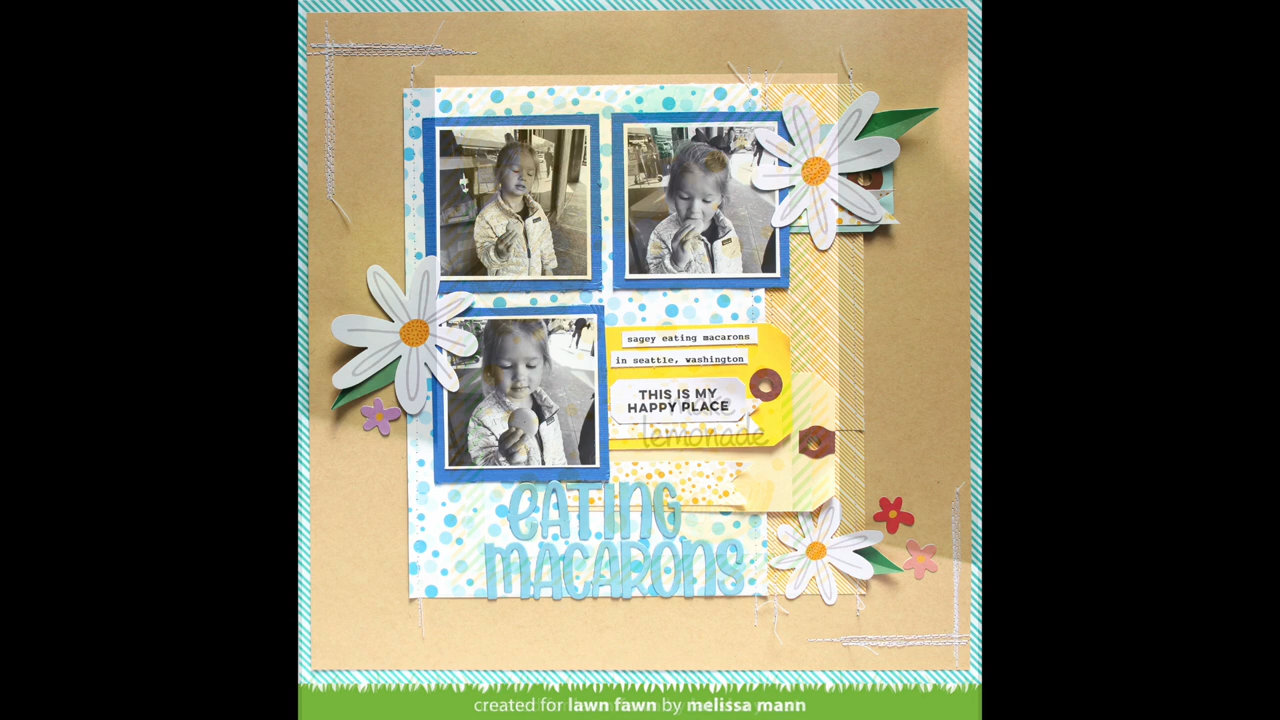 sagey eating macarons
in seattle, washington
THIS IS MY
HAPPY PLACE
make
lemonade
eATING
MACARONS
created for lawn fawn by melissa mann